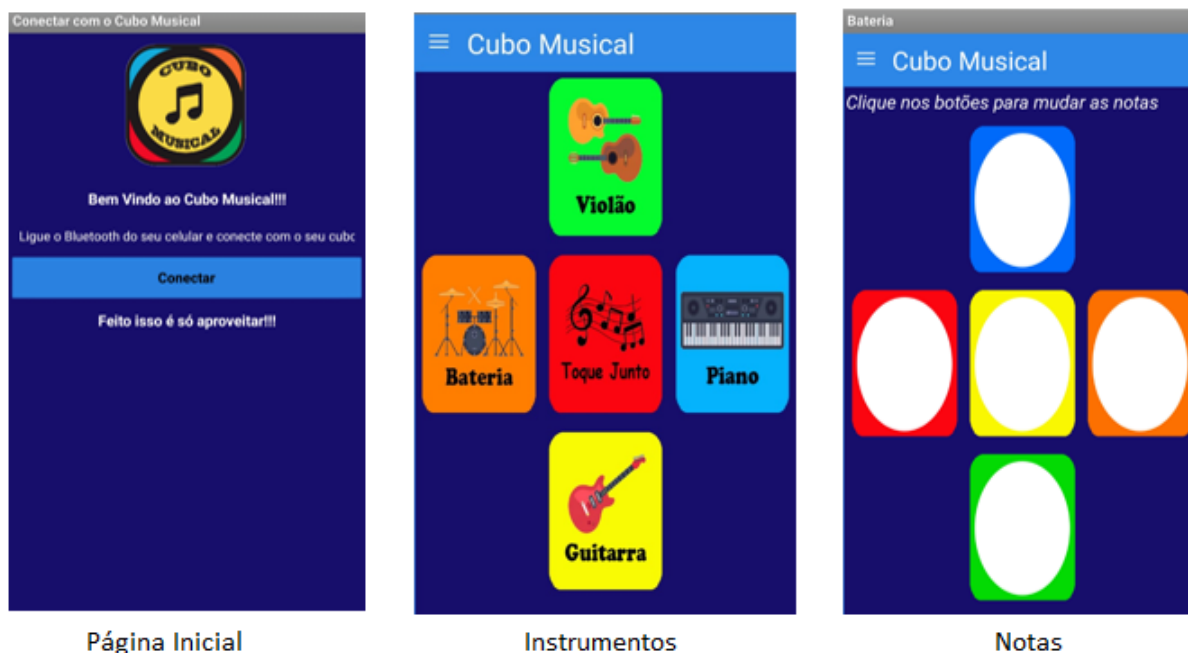 Conectar com o Cubo Musical
CUBO
MUSICAL
Bem Vindo ao Cubo Musical!!!
Ligue o Bluetooth do seu celular e conecte com o seu cubo
Conectar
Feito isso é só aproveitar!!!
Página Inicial
Cubo Musical
Violão
Bateria
Toque Junto
Piano
Guitarra
Instrumentos
Bateria
Cubo Musical
Clique nos botões para mudar as notas
Notas